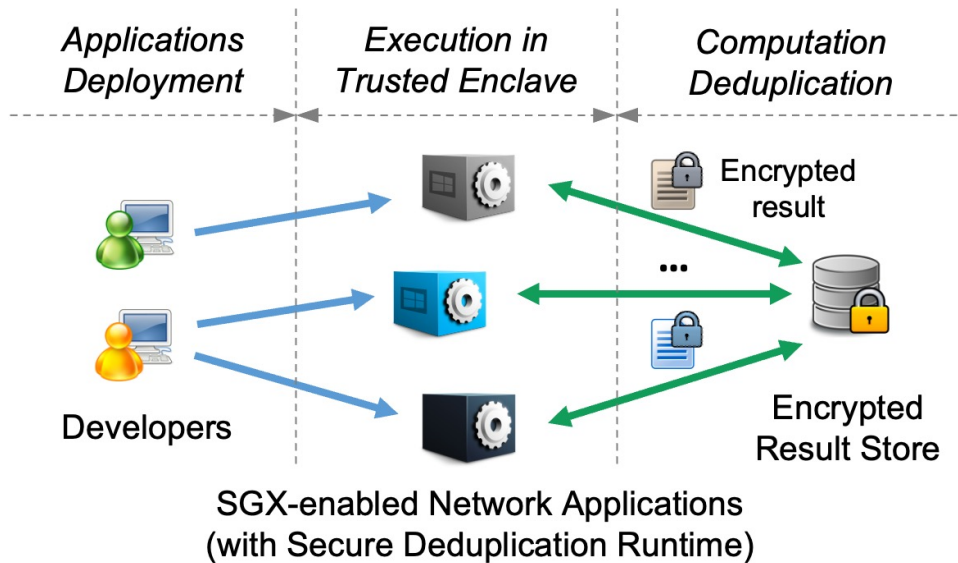 Applications
Deployment
Execution in
Trusted Enclave
Computation
Deduplication
Encrypted
result
...
Developers
Encrypted
Result Store
SGX-enabled Network Applications
(with Secure Deduplication Runtime)